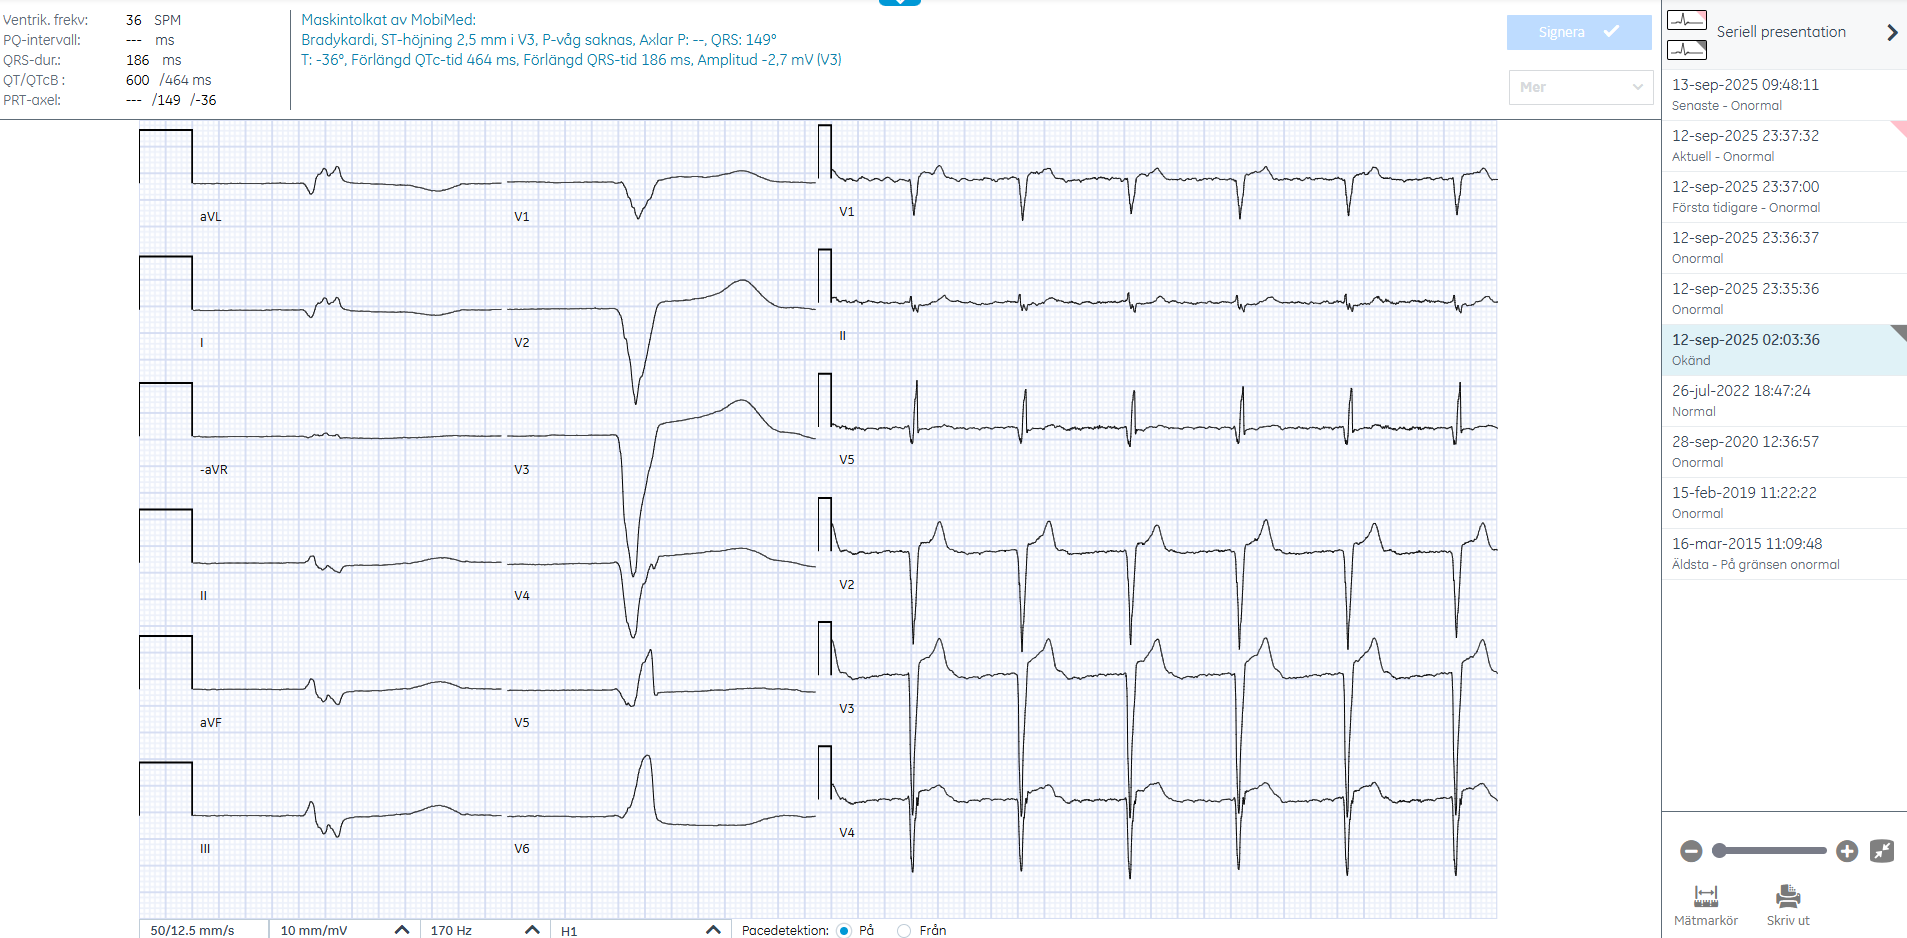 Ventrik. frekv: 36 SPM
PQ-intervall: --- ms
QRS-dur.: 186 ms
QT/QTcB : 600 /464 ms
PRT-axel: --- /149 /-36
Maskintolkat av MobiMed:
Bradykardi, ST-höjning 2,5 mm i V3, P-våg saknas, Axlar P: --, QRS: 149°
T: -36°, Förlängd QTc-tid 464 ms, Förlängd QRS-tid 186 ms, Amplitud -2,7 mV (V3)
Signera
Mer
aVL
I
-aVR
II
aVF
III
V1
V2
V3
V4
V5
V6
V1
II
V5
V2
V3
V4
50/12.5 mm/s
10 mm/mV
170 Hz
H1
Pacedetektion: På Från
Seriell presentation
13-sep-2025 09:48:11
Senaste - Onormal
12-sep-2025 23:37:32
Aktuell - Onormal
12-sep-2025 23:37:00
Första tidigare - Onormal
12-sep-2025 23:36:37
Onormal
12-sep-2025 23:35:36
Onormal
12-sep-2025 02:03:36
Okänd
26-jul-2022 18:47:24
Normal
28-sep-2020 12:36:57
Onormal
15-feb-2019 11:22:22
Onormal
16-mar-2015 11:09:48
Äldsta - På gränsen onormal
Mätmarkör
Skriv ut